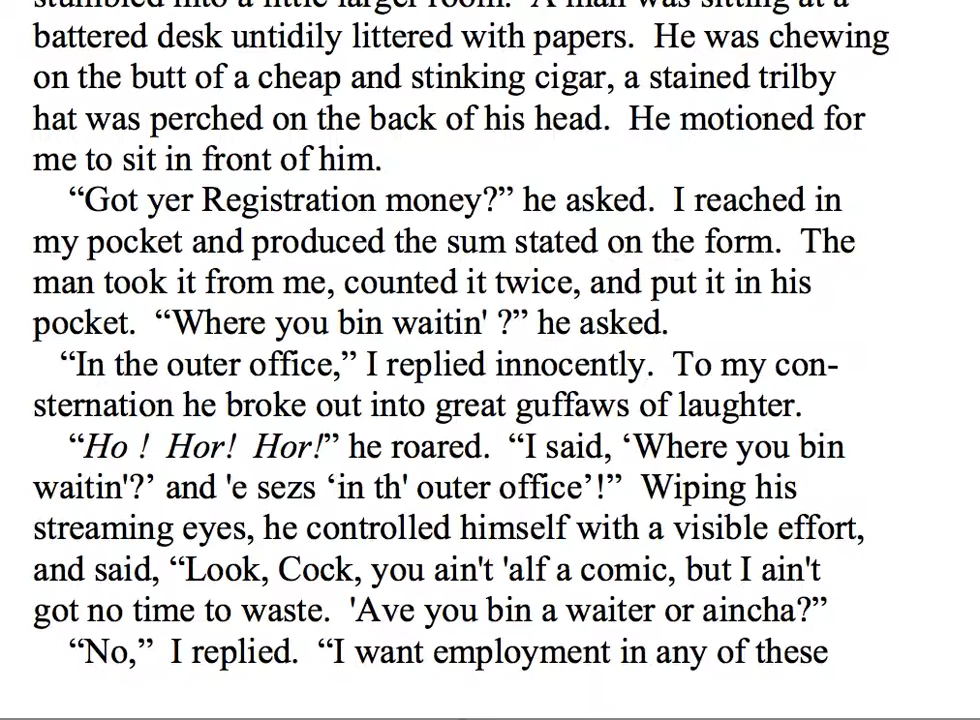 stumbled into a little larger room.  A man was sitting at a
battered desk untidily littered with papers.  He was chewing
on the butt of a cheap and stinking cigar, a stained trilby
hat was perched on the back of his head.  He motioned for
me to sit in front of him.
“Got yer Registration money?” he asked.  I reached in
my pocket and produced the sum stated on the form.  The
man took it from me, counted it twice, and put it in his
pocket.  “Where you bin waitin' ?” he asked.
“In the outer office,” I replied innocently.  To my con-
sternation he broke out into great guffaws of laughter.
“Ho !  Hor!  Hor!” he roared.  “I said, ‘Where you bin
waitin'?’ and 'e sezs ‘in th' outer office’!”  Wiping his
streaming eyes, he controlled himself with a visible effort,
and said, “Look, Cock, you ain't 'alf a comic, but I ain't
got no time to waste.  'Ave you bin a waiter or aincha?”
“No,”  I replied.  “I want employment in any of these